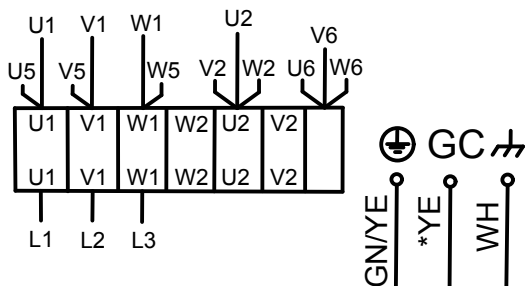 U1 V1 W1 U2 V6
U5 V5 W5 V2 W2 U6 W6
U1 V1 W1 W2 U2 V2
U1 V1 W1 W2 U2 V2
L1 L2 L3
GC
GN/YE *YE WH